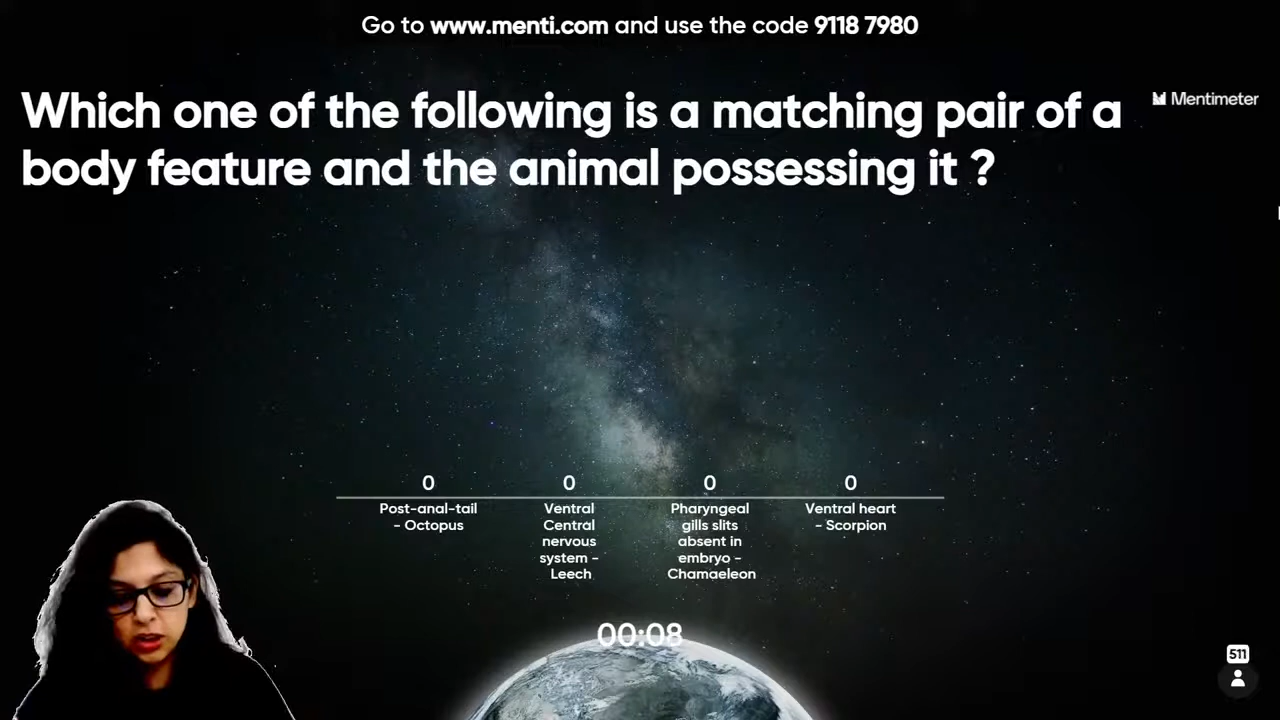 Go to www.menti.com and use the code 9118 7980
Which one of the following is a matching pair of a
body feature and the animal possessing it ?
Mentimeter
0
0
0
0
Post-anal-tail
- Octopus
Ventral
Central
nervous
system -
Leech
Pharyngeal
gills slits
absent in
embryo -
Chamaeleon
Ventral heart
- Scorpion
00:08
511